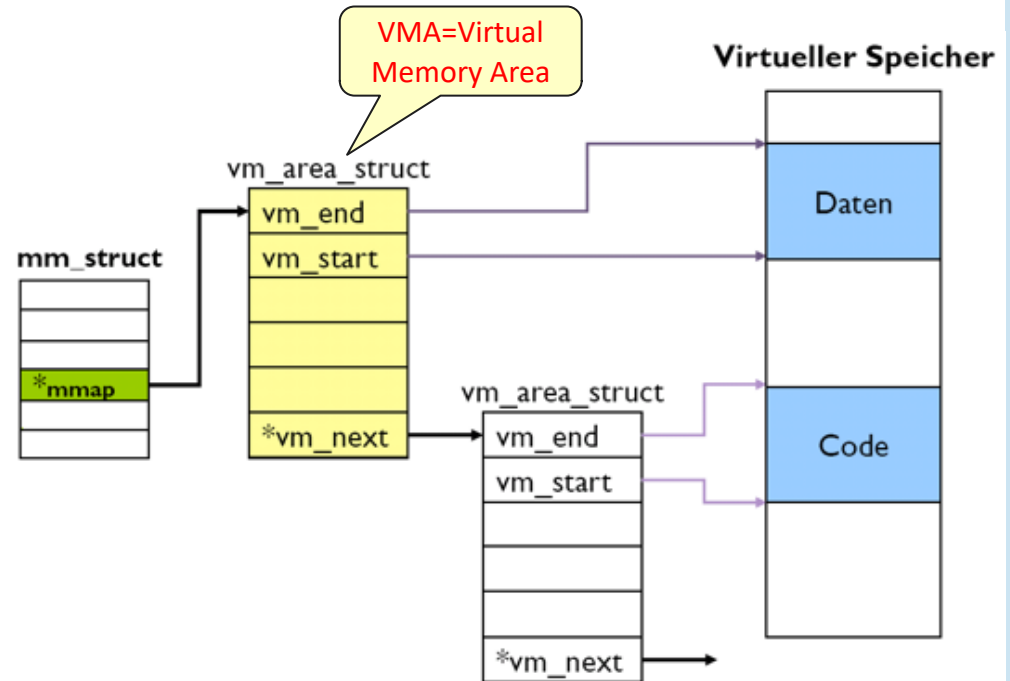 VMA=Virtual
Memory Area
Virtueller Speicher
vm_area_struct
vm_end
vm_start
*vm_next
mm_struct
*mmap
vm_area_struct
vm_end
vm_start
*vm_next
Daten
Code